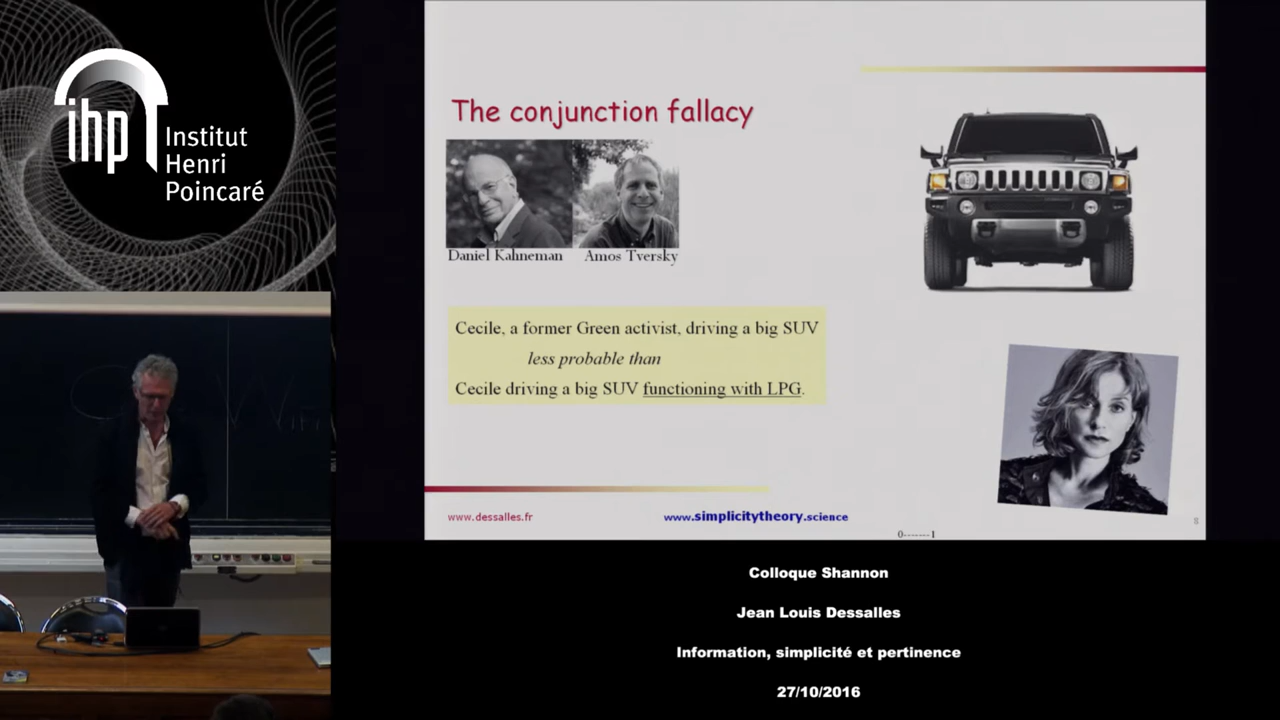 ihp
Institut
Henri
Poincaré
The conjunction fallacy
Daniel Kahneman
Amos Tversky
Cecile, a former Green activist, driving a big SUV
less probable than
Cecile driving a big SUV functioning with LPG.
www.dessalles.fr
www.simplicitytheory.science
8
0-------1
Colloque Shannon
Jean Louis Dessalles
Information, simplicité et pertinence
27/10/2016